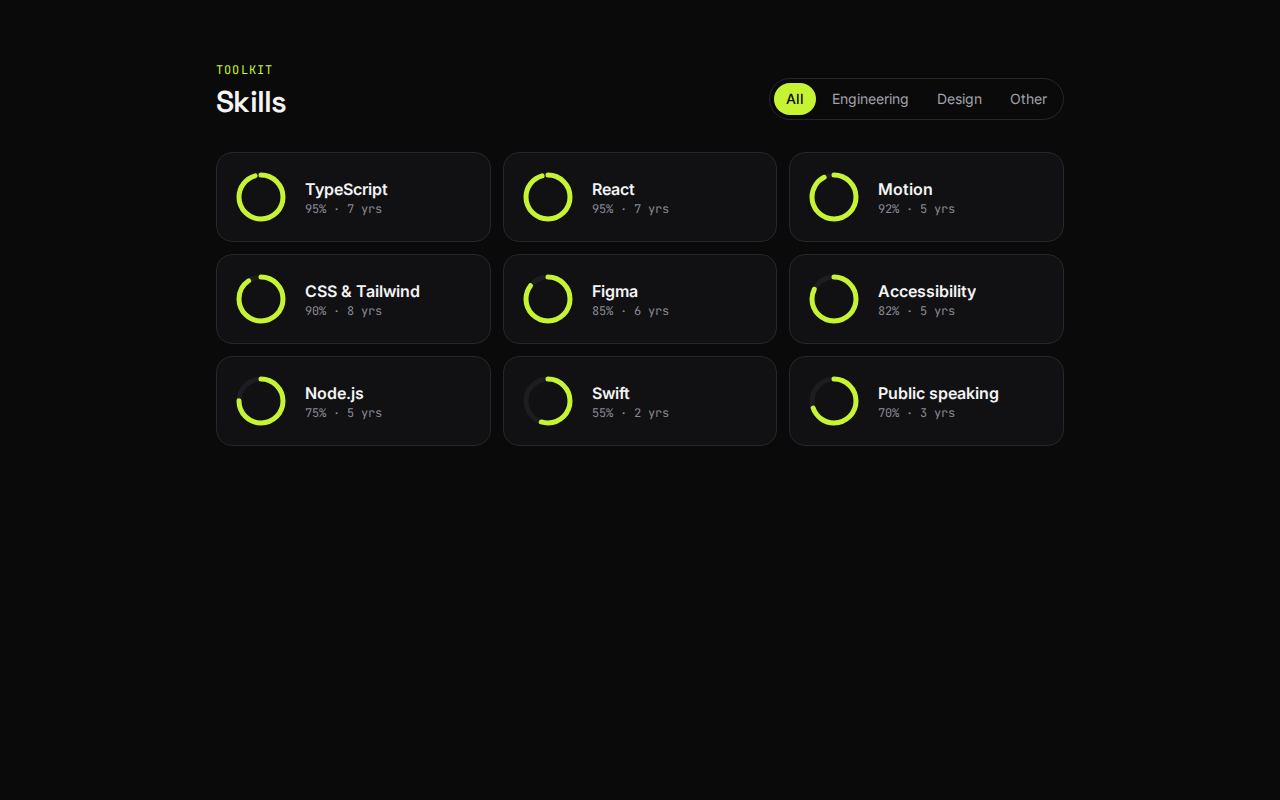 TOOLKIT
Skills
All Engineering Design Other
TypeScript
95% · 7 yrs
React
95% · 7 yrs
Motion
92% · 5 yrs
CSS & Tailwind
90% · 8 yrs
Figma
85% · 6 yrs
Accessibility
82% · 5 yrs
Node.js
75% · 5 yrs
Swift
55% · 2 yrs
Public speaking
70% · 3 yrs